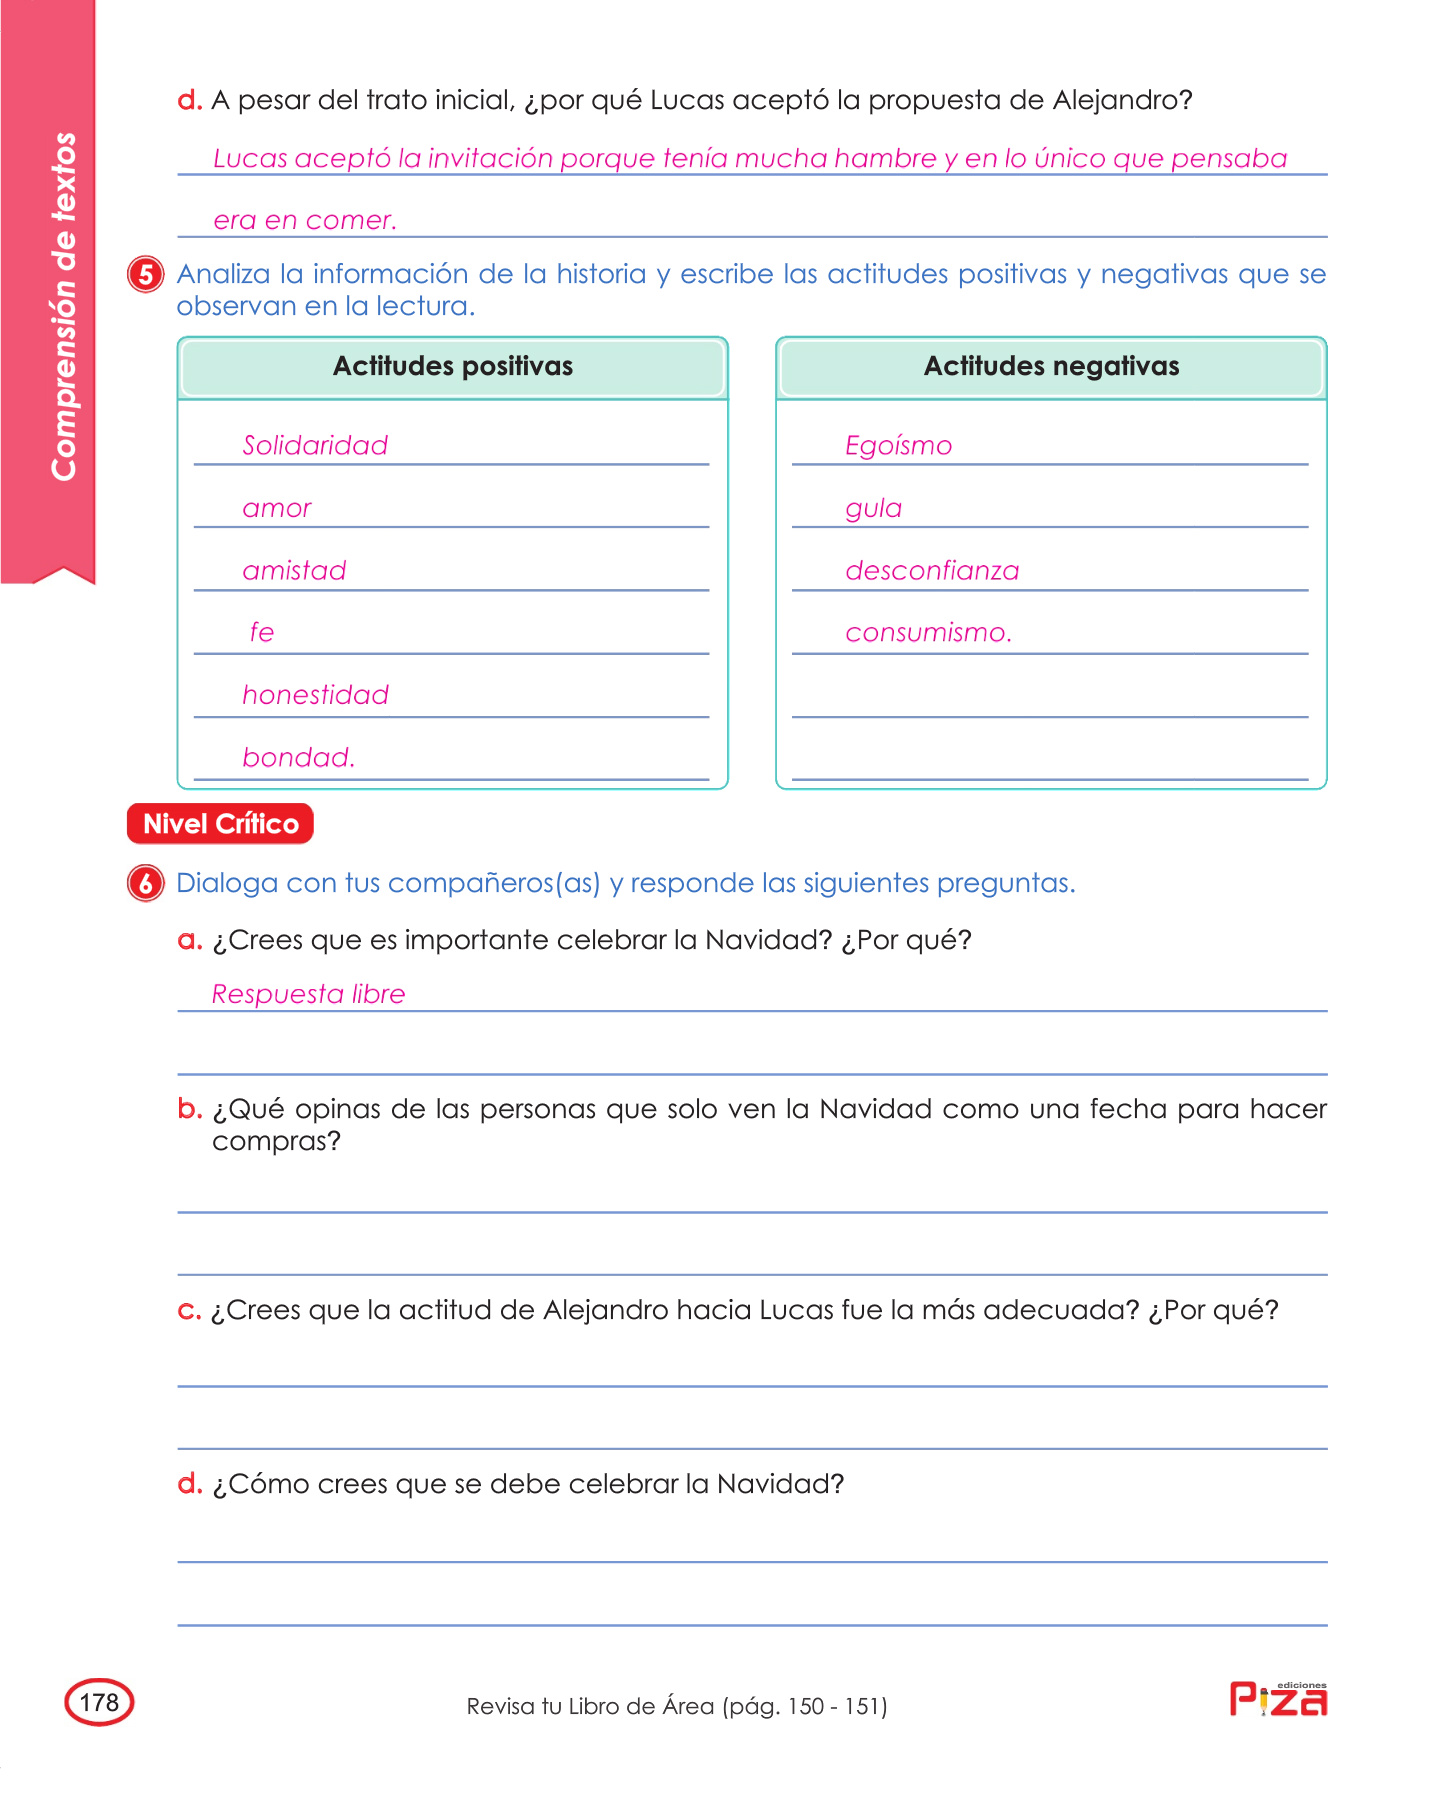 Comprensión de textos
d. A pesar del trato inicial, ¿por qué Lucas aceptó la propuesta de Alejandro?
Lucas aceptó la invitación porque tenía mucha hambre y en lo único que pensaba
era en comer.
5 Analiza la información de la historia y escribe las actitudes positivas y negativas que se
observan en la lectura.
Actitudes positivas
Solidaridad
amor
amistad
fe
honestidad
bondad.
Actitudes negativas
Egoísmo
gula
desconfianza
consumismo.
Nivel Crítico
6 Dialoga con tus compañeros(as) y responde las siguientes preguntas.
a. ¿Crees que es importante celebrar la Navidad? ¿Por qué?
Respuesta libre
b. ¿Qué opinas de las personas que solo ven la Navidad como una fecha para hacer
compras?
c. ¿Crees que la actitud de Alejandro hacia Lucas fue la más adecuada? ¿Por qué?
d. ¿Cómo crees que se debe celebrar la Navidad?
178
Revisa tu Libro de Área (pág. 150 - 151)
ediciones
Piza